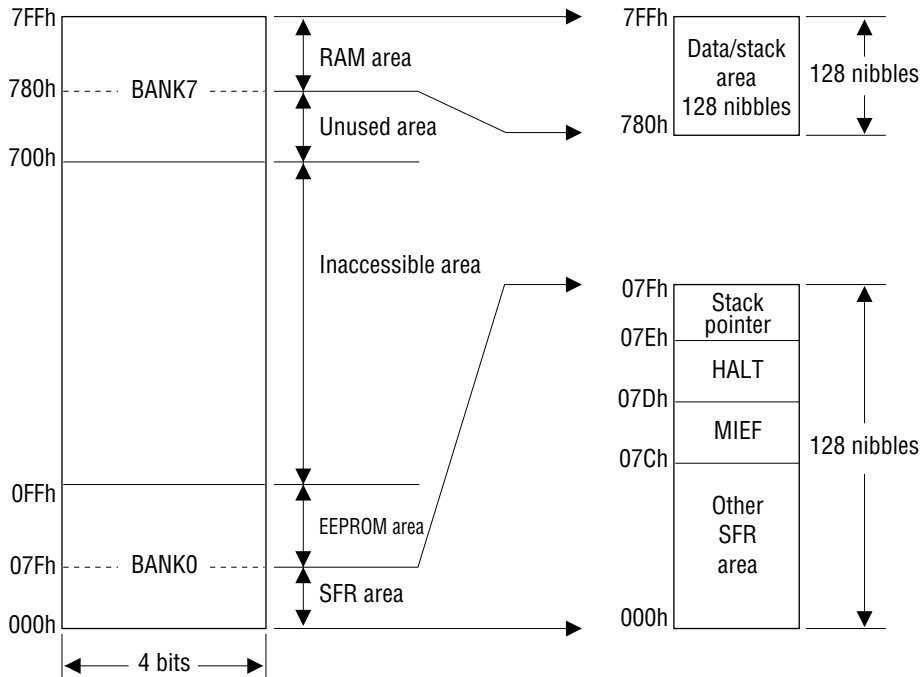 7FFh
780h
700h
0FFh
07Fh
000h
BANK7
BANK0
4 bits
RAM area
Unused area
Inaccessible area
EEPROM area
SFR area
7FFh
780h
Data/stack
area
128 nibbles
128 nibbles
07Fh
07Eh
07Dh
07Ch
000h
Stack
pointer
HALT
MIEF
Other
SFR
area
128 nibbles